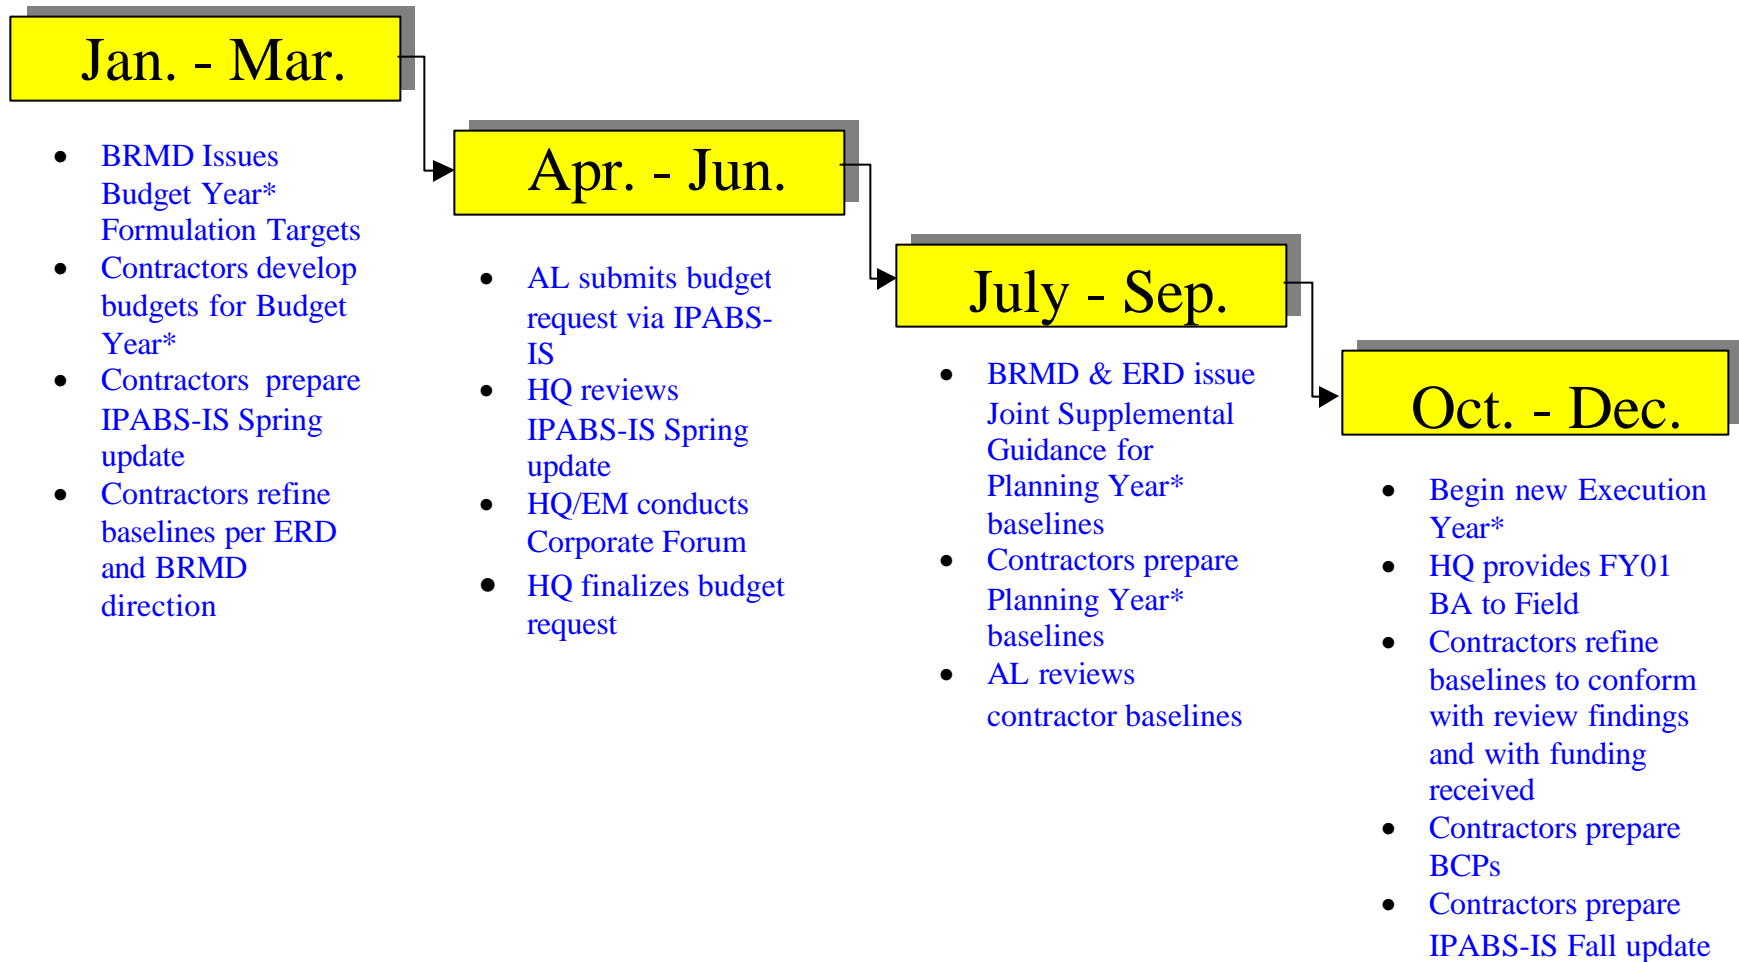 Jan. - Mar.
• BRMD Issues
Budget Year*
Formulation Targets
• Contractors develop
budgets for Budget
Year*
• Contractors prepare
IPABS-IS Spring
update
• Contractors refine
baselines per ERD
and BRMD
direction
Apr. - Jun.
• AL submits budget
request via IPABS-
IS
• HQ reviews
IPABS-IS Spring
update
• HQ/EM conducts
Corporate Forum
• HQ finalizes budget
request
July - Sep.
• BRMD & ERD issue
Joint Supplemental
Guidance for
Planning Year*
baselines
• Contractors prepare
Planning Year*
baselines
• AL reviews
contractor baselines
Oct. - Dec.
• Begin new Execution
Year*
• HQ provides FY01
BA to Field
• Contractors refine
baselines to conform
with review findings
and with funding
received
• Contractors prepare
BCPs
• Contractors prepare
IPABS-IS Fall update